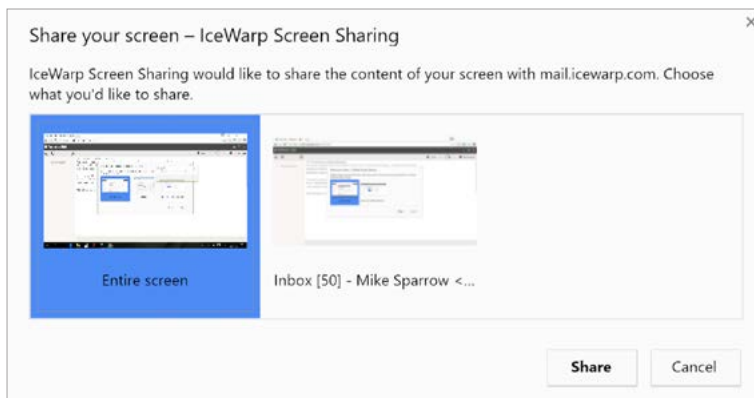 Share your screen – IceWarp Screen Sharing
IceWarp Screen Sharing would like to share the content of your screen with mail.icewarp.com. Choose
what you'd like to share.
Entire screen
Inbox [50] - Mike Sparrow <...
Share
Cancel